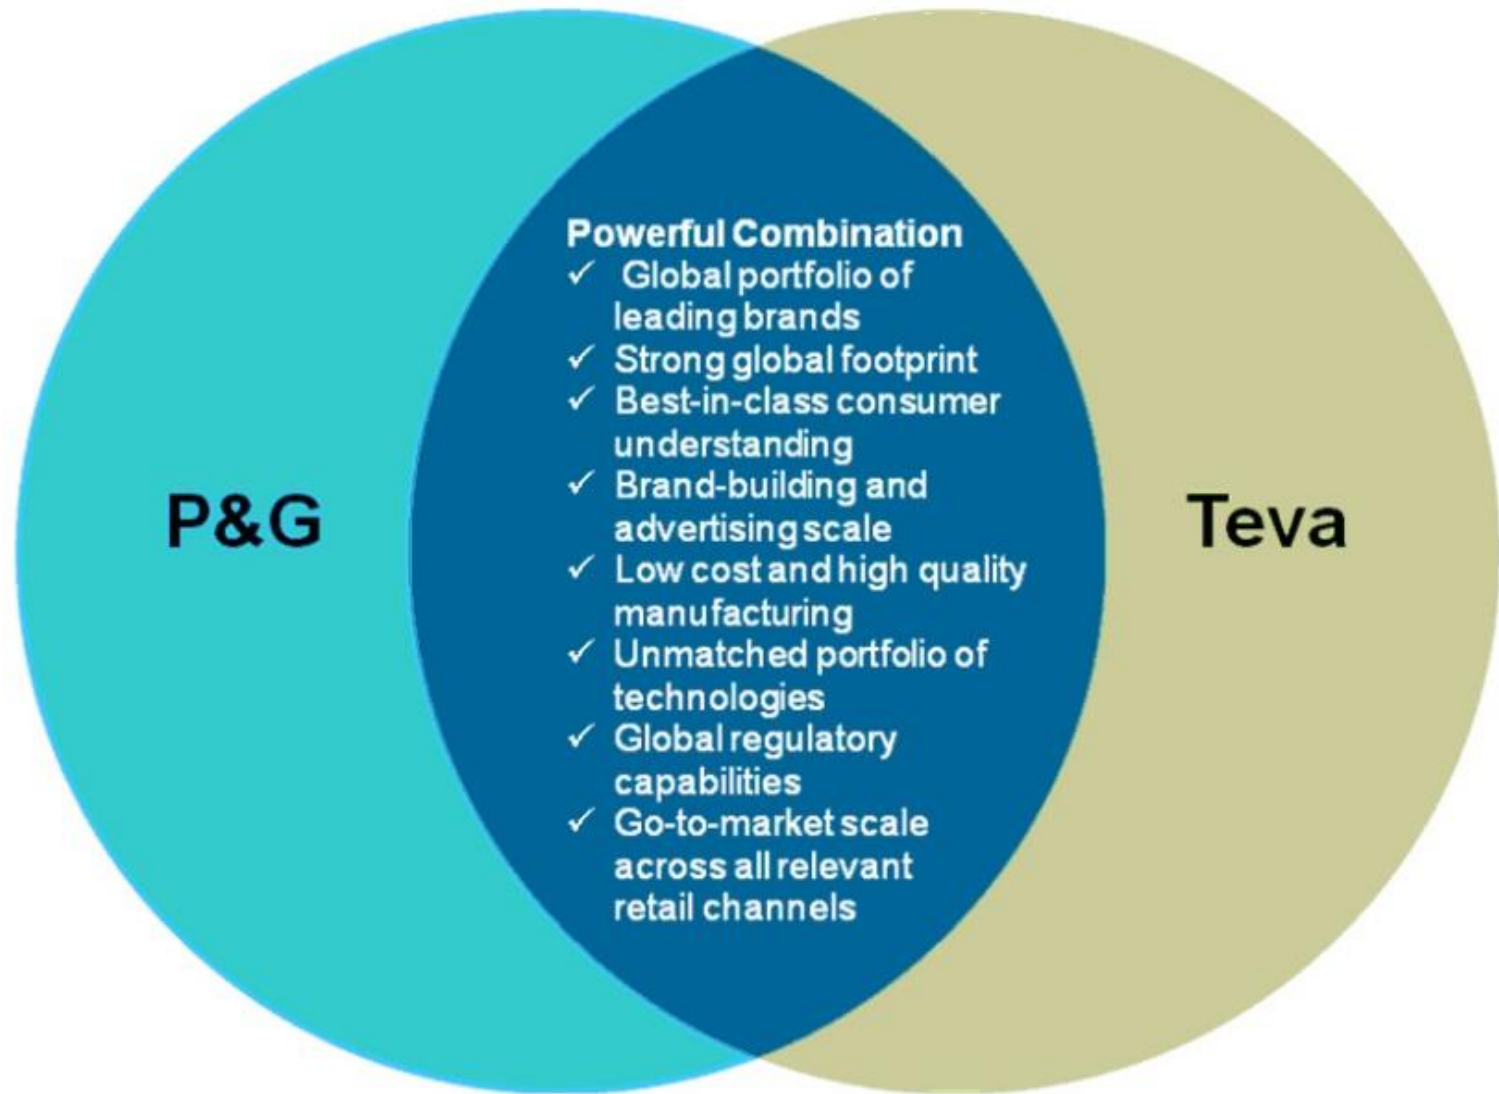 P&G
Powerful Combination
✓ Global portfolio of
leading brands
✓ Strong global footprint
✓ Best-in-class consumer
understanding
✓ Brand-building and
advertising scale
✓ Low cost and high quality
manufacturing
✓ Unmatched portfolio of
technologies
✓ Global regulatory
capabilities
✓ Go-to-market scale
across all relevant
retail channels
Teva